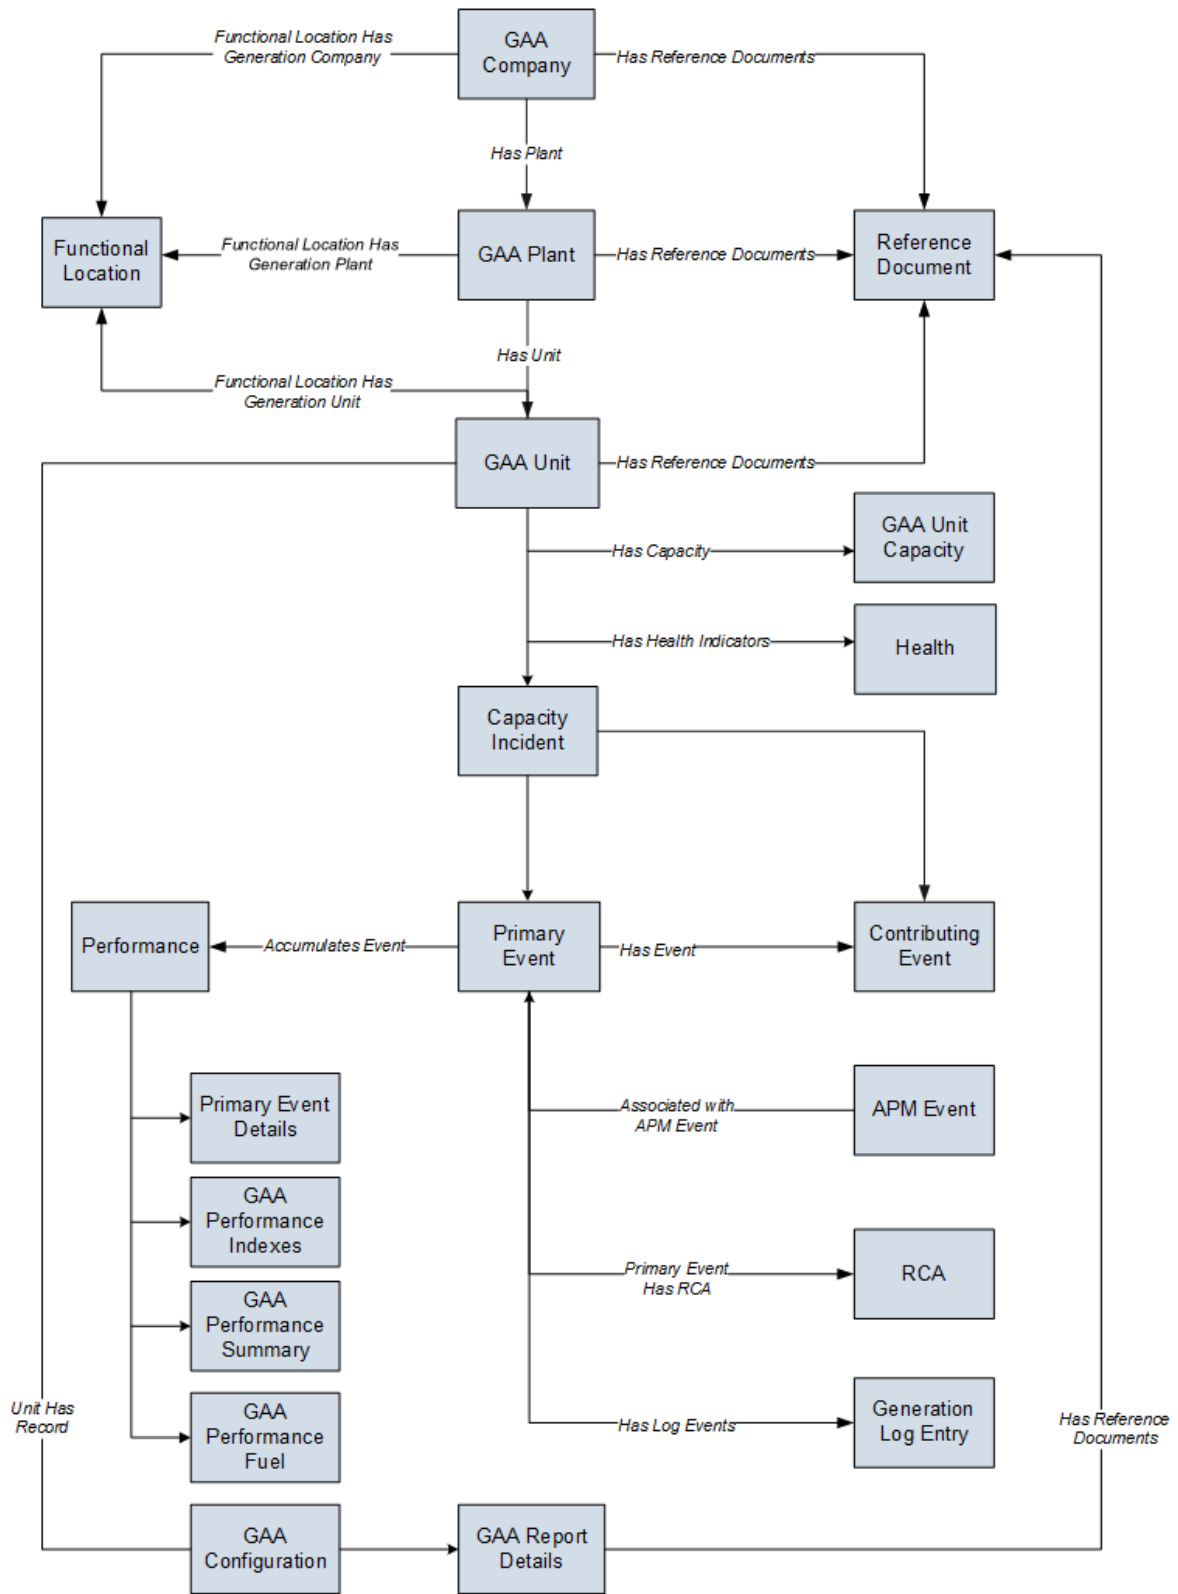 Functional Location Has
Generation Company
GAA
Company
Has Reference Documents
Has Plant
Functional
Location
Functional Location Has
Generation Plant
GAA Plant
Has Reference Documents
Reference
Document
Has Unit
Functional Location Has
Generation Unit
GAA Unit
Has Reference Documents
GAA Unit
Capacity
Has Capacity
Has Health Indicators
Health
Capacity
Incident
Performance
Accumulates Event
Primary
Event
Has Event
Contributing
Event
Primary Event
Details
Associated with
APM Event
APM Event
GAA
Performance
Indexes
Primary Event
Has RCA
RCA
GAA
Performance
Summary
Unit Has
Record
GAA
Performance
Fuel
Has Log Events
Generation
Log Entry
Has Reference
Documents
GAA
Configuration
GAA Report
Details